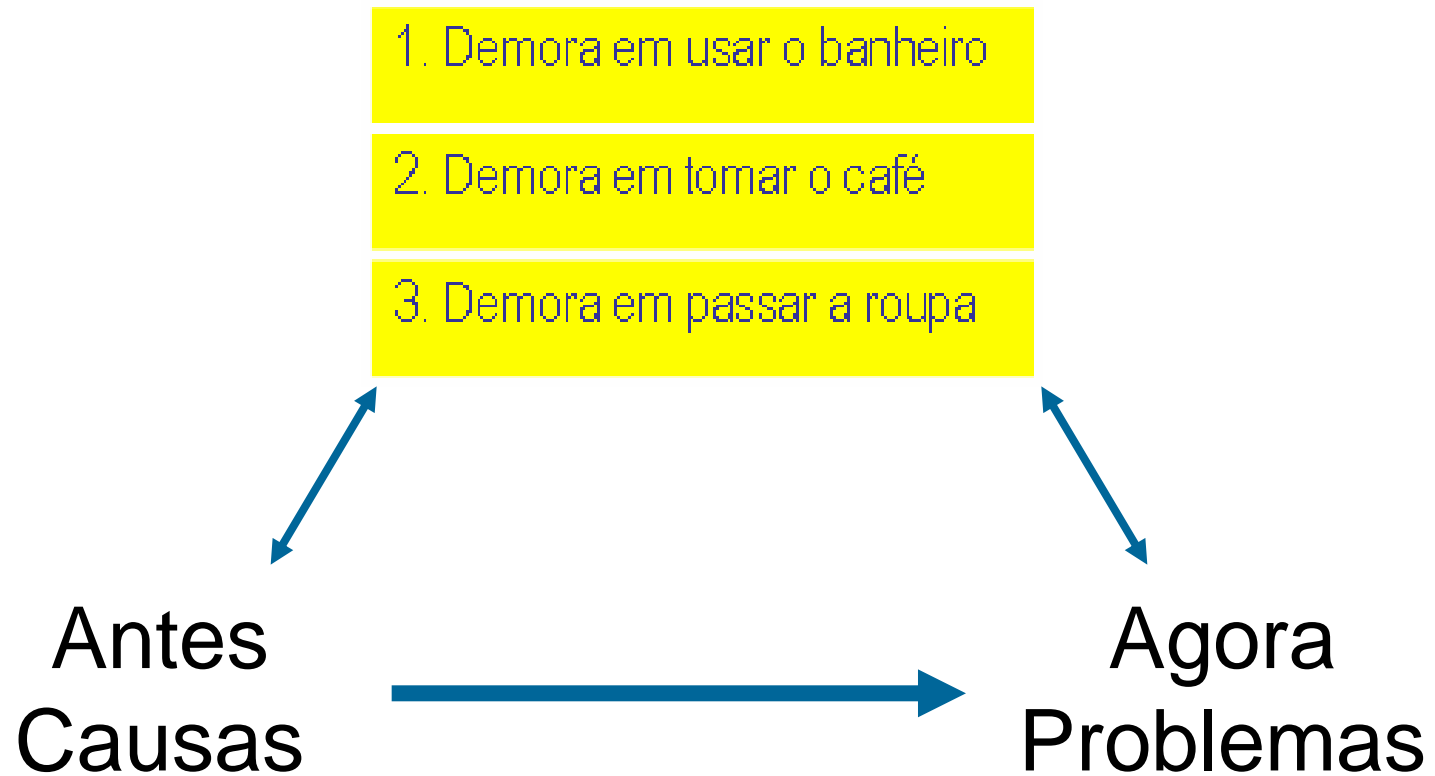 1. Demora em usar o banheiro
2. Demora em tomar o café
3. Demora em passar a roupa
Antes
Causas
Agora
Problemas